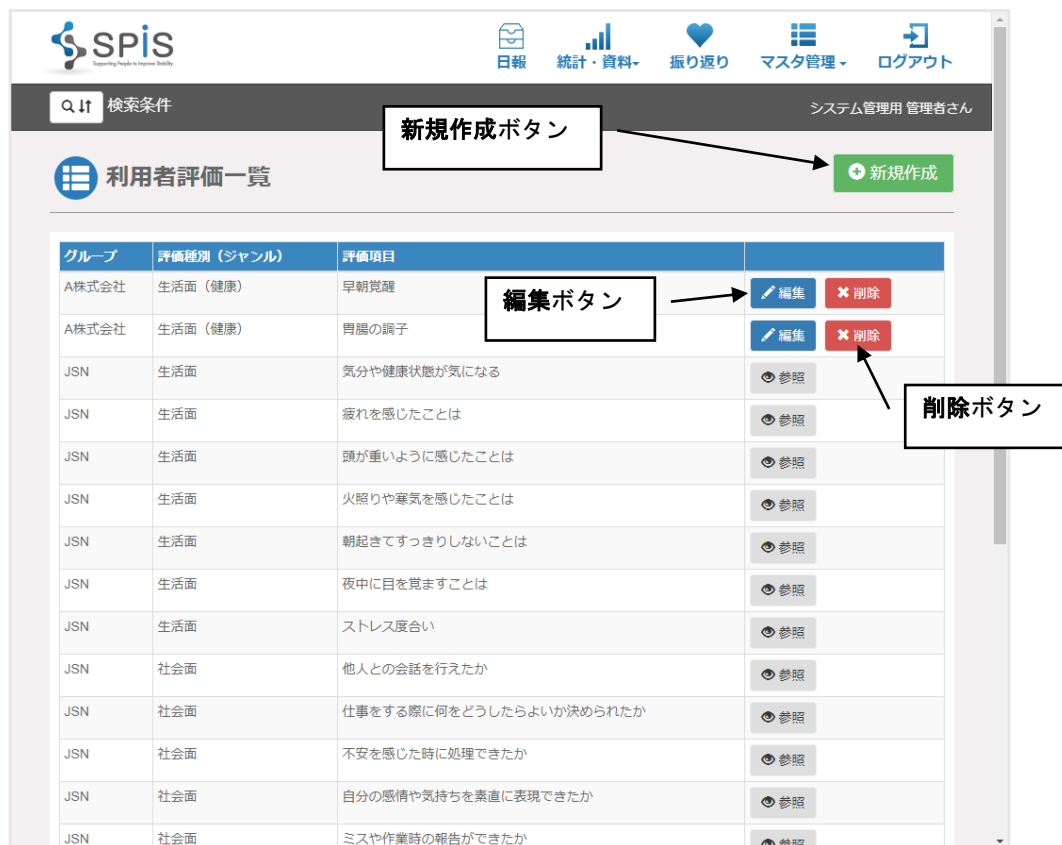 SPiS
Supporting People to Improve Stability
日報 統計・資料 振り返り マスタ管理 ログアウト
検索条件
システム管理用 管理者さん
新規作成ボタン
利用者評価一覧
新規作成
グループ 評価種別（ジャンル） 評価項目
A株式会社 生活面（健康） 早朝覚醒 編集 削除
編集ボタン
A株式会社 生活面（健康） 胃腸の調子 編集 削除
JSN 生活面 気分や健康状態が気になる 参照
削除ボタン
JSN 生活面 疲れを感じたことは 参照
JSN 生活面 頭が重いように感じたことは 参照
JSN 生活面 火照りや寒気を感じたことは 参照
JSN 生活面 朝起きてすっきりしないことは 参照
JSN 生活面 夜中に目を覚ますことは 参照
JSN 生活面 ストレス度合い 参照
JSN 社会面 他人との会話を行えたか 参照
JSN 社会面 仕事をする際に何をどうしたらよいか決められたか 参照
JSN 社会面 不安を感じた時に処理できたか 参照
JSN 社会面 自分の感情や気持ちを素直に表現できたか 参照
JSN 社会面 ミスや作業時の報告ができたか 参照